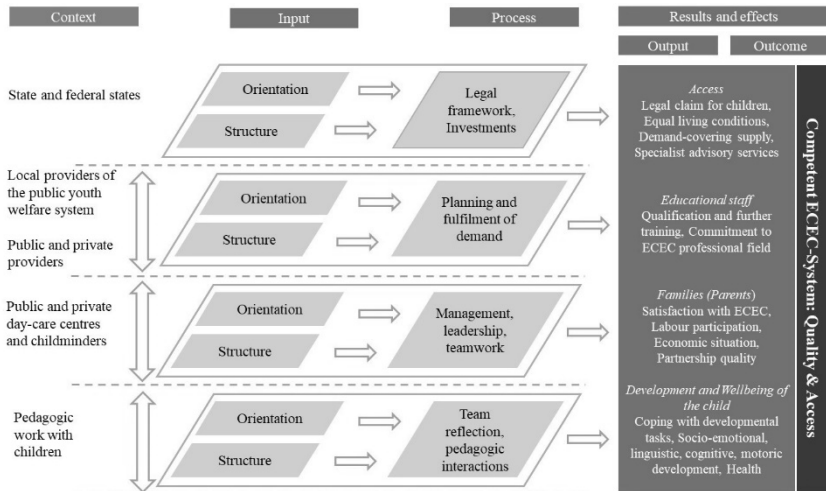 Context
Input
Process
Results and effects
Output
Outcome
State and federal states
Orientation
Structure
Legal
framework,
Investments
Access
Legal claim for children,
Equal living conditions,
Demand-covering supply,
Specialist advisory services
Local providers of
the public youth
welfare system
Public and private
providers
Orientation
Structure
Planning and
fulfilment of
demand
Educational staff
Qualification and further
training, Commitment to
ECEC professional field
Public and private
day-care centres
and childminders
Orientation
Structure
Management,
leadership,
teamwork
Families (Parents)
Satisfaction with ECEC,
Labour participation,
Economic situation,
Partnership quality
Pedagogic
work with
children
Orientation
Structure
Team
reflection,
pedagogic
interactions
Development and Wellbeing of
the child
Coping with developmental
tasks, Socio-emotional,
linguistic, cognitive, motoric
development, Health
Competent ECEC-System: Quality & Access